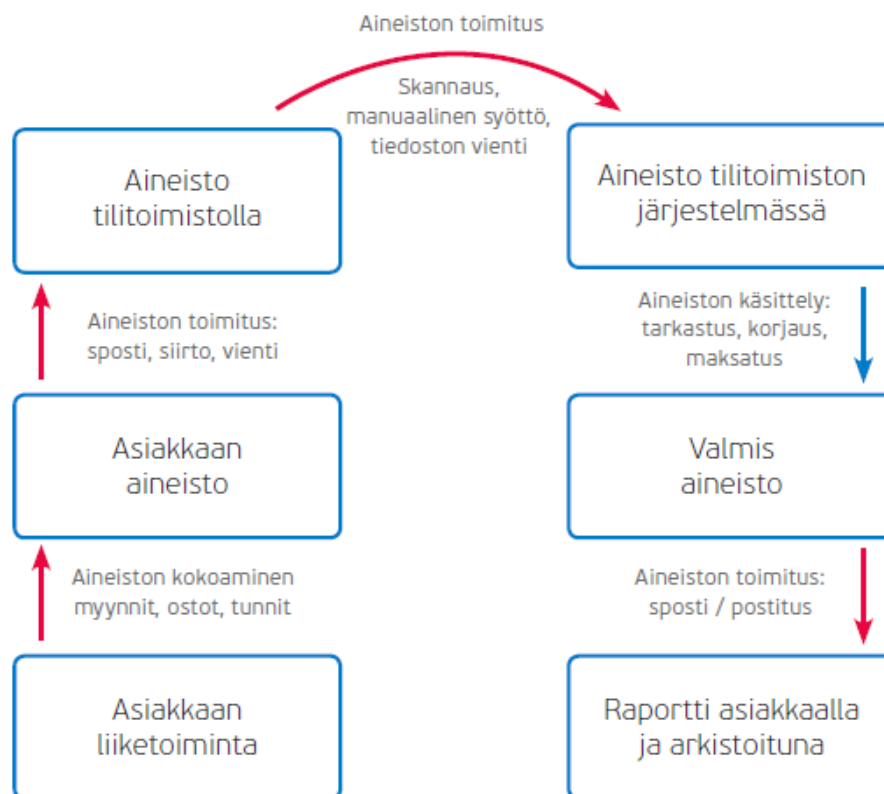 Aineiston toimitus
Skannaus,
manuaalinen syöttö,
tiedoston vienti
Aineisto
tilitoimistolla
Aineisto tilitoimiston
järjestelmässä
Aineiston toimitus:
sposti, siirto, vienti
Aineiston käsittely:
tarkastus, korjaus,
maksatus
Asiakkaan
aineisto
Valmis
aineisto
Aineiston kokoaminen
myynnit, ostot, tunnit
Aineiston toimitus:
sposti / postitus
Asiakkaan
liiketoiminta
Raportti asiakkaalla
ja arkistoituna